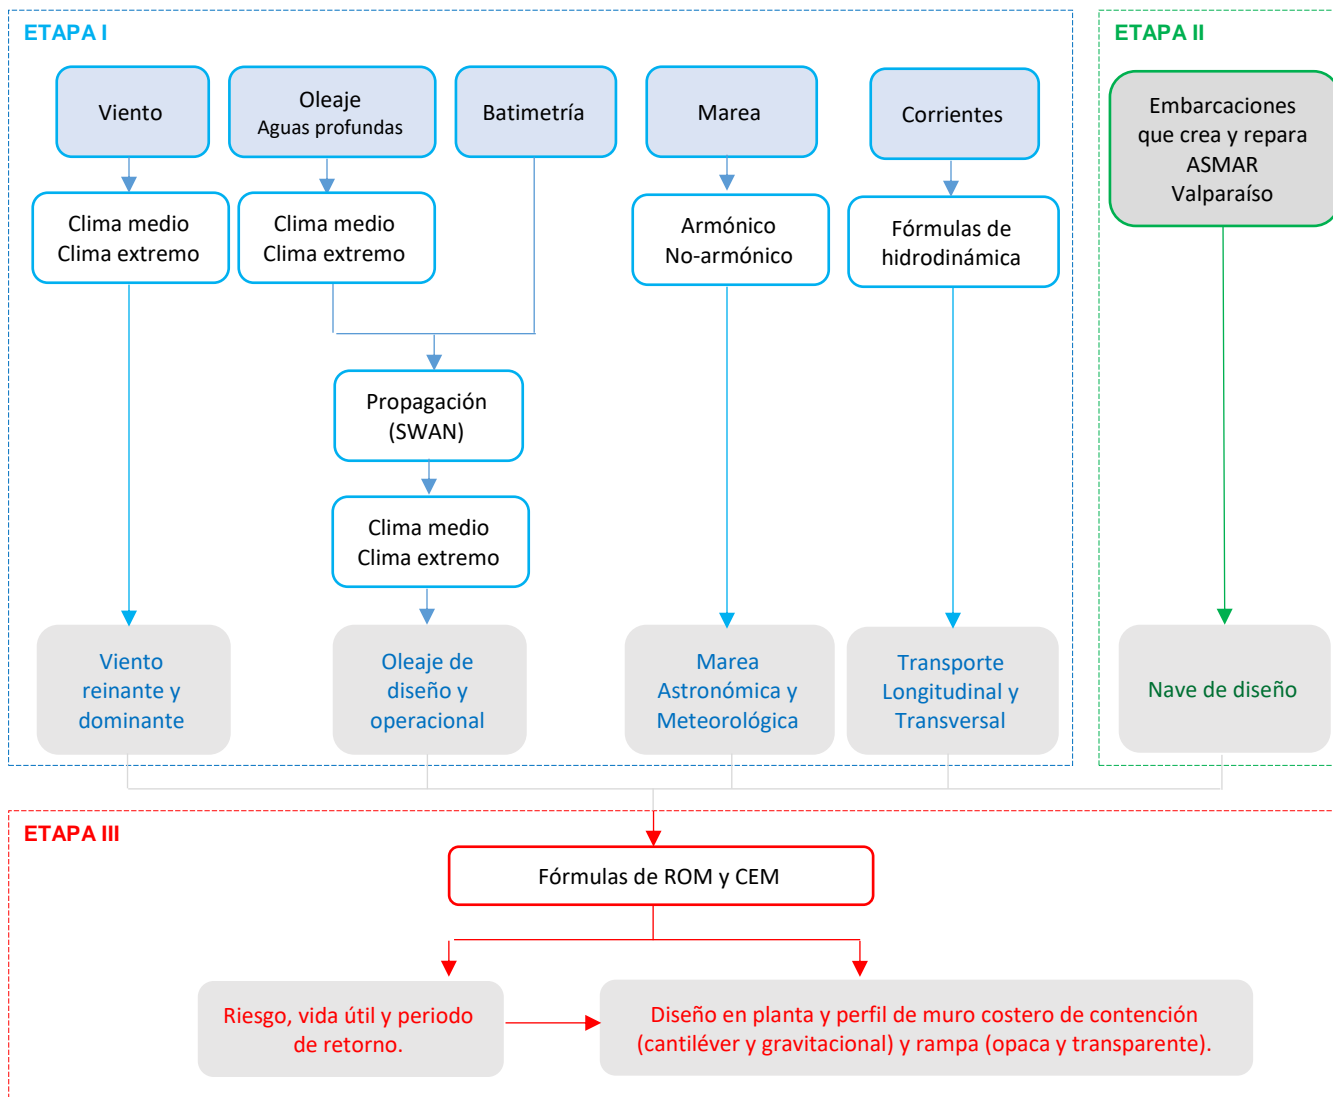 ETAPA I
Viento
Oleaje
Aguas profundas
Batimetría
Marea
Corrientes
Clima medio
Clima extremo
Clima medio
Clima extremo
Armónico
No-armónico
Fórmulas de
hidrodinámica
Propagación
(SWAN)
Clima medio
Clima extremo
Viento
reinante y
dominante
Oleaje de
diseño y
operacional
Marea
Astronómica y
Meteorológica
Transporte
Longitudinal y
Transversal
ETAPA II
Embarcaciones
que crea y repara
ASMAR
Valparaíso
Nave de diseño
ETAPA III
Fórmulas de ROM y CEM
Riesgo, vida útil y periodo
de retorno.
Diseño en planta y perfil de muro costero de contención
(cantiléver y gravitacional) y rampa (opaca y transparente).